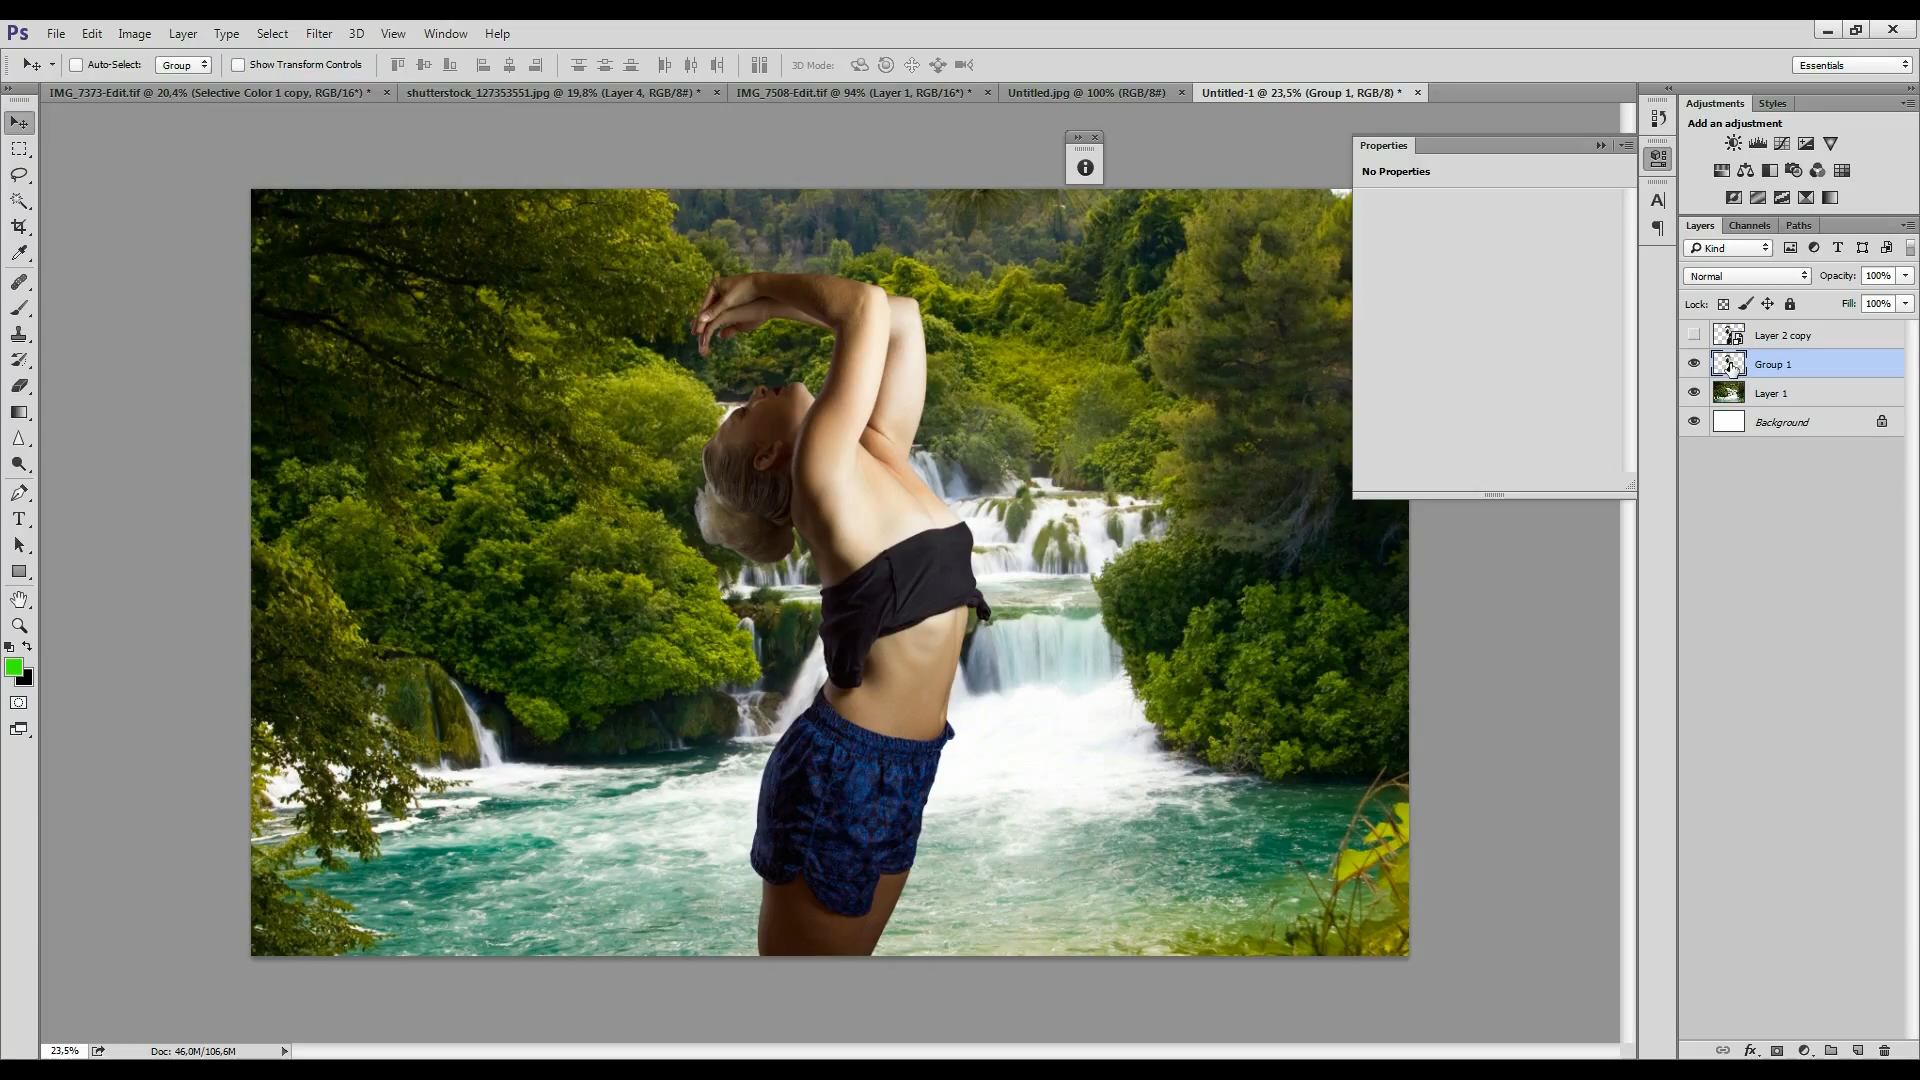 Ps File Edit Image Layer Type Select Filter 3D View Window Help
Auto-Select: Group Show Transform Controls 3D Mode: Essentials
IMG_7373-Edit.tif @ 20,4% (Selective Color 1 copy, RGB/16*) * × shutterstock_127353551.jpg @ 19,8% (Layer 4, RGB/8#) * × IMG_7508-Edit.tif @ 94% (Layer 1, RGB/16*) * × Untitled.jpg @ 100% (RGB/8#) × Untitled-1 @ 23,5% (Group 1, RGB/8) * ×
Properties
No Properties
Adjustments Styles
Add an adjustment
Layers Channels Paths
Kind T
Normal Opacity: 100%
Lock: Fill: 100%
Layer 2 copy
Group 1
Layer 1
Background
A
T
fx
23,5% Doc: 46,0M/106,6M